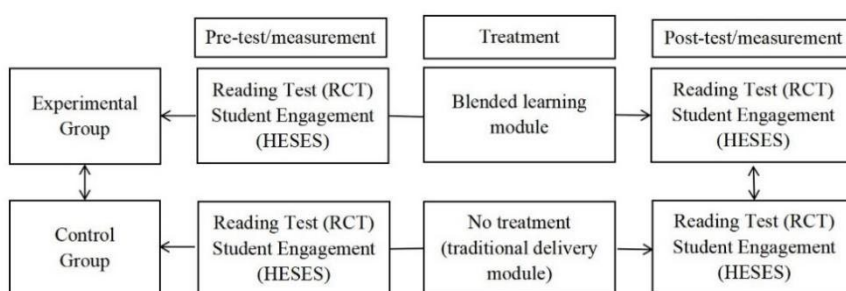 Pre-test/measurement
Treatment
Post-test/measurement
Experimental
Group
Reading Test (RCT)
Student Engagement
(HESES)
Blended learning
module
Reading Test (RCT)
Student Engagement
(HESES)
Control
Group
Reading Test (RCT)
Student Engagement
(HESES)
No treatment
(traditional delivery
module)
Reading Test (RCT)
Student Engagement
(HESES)